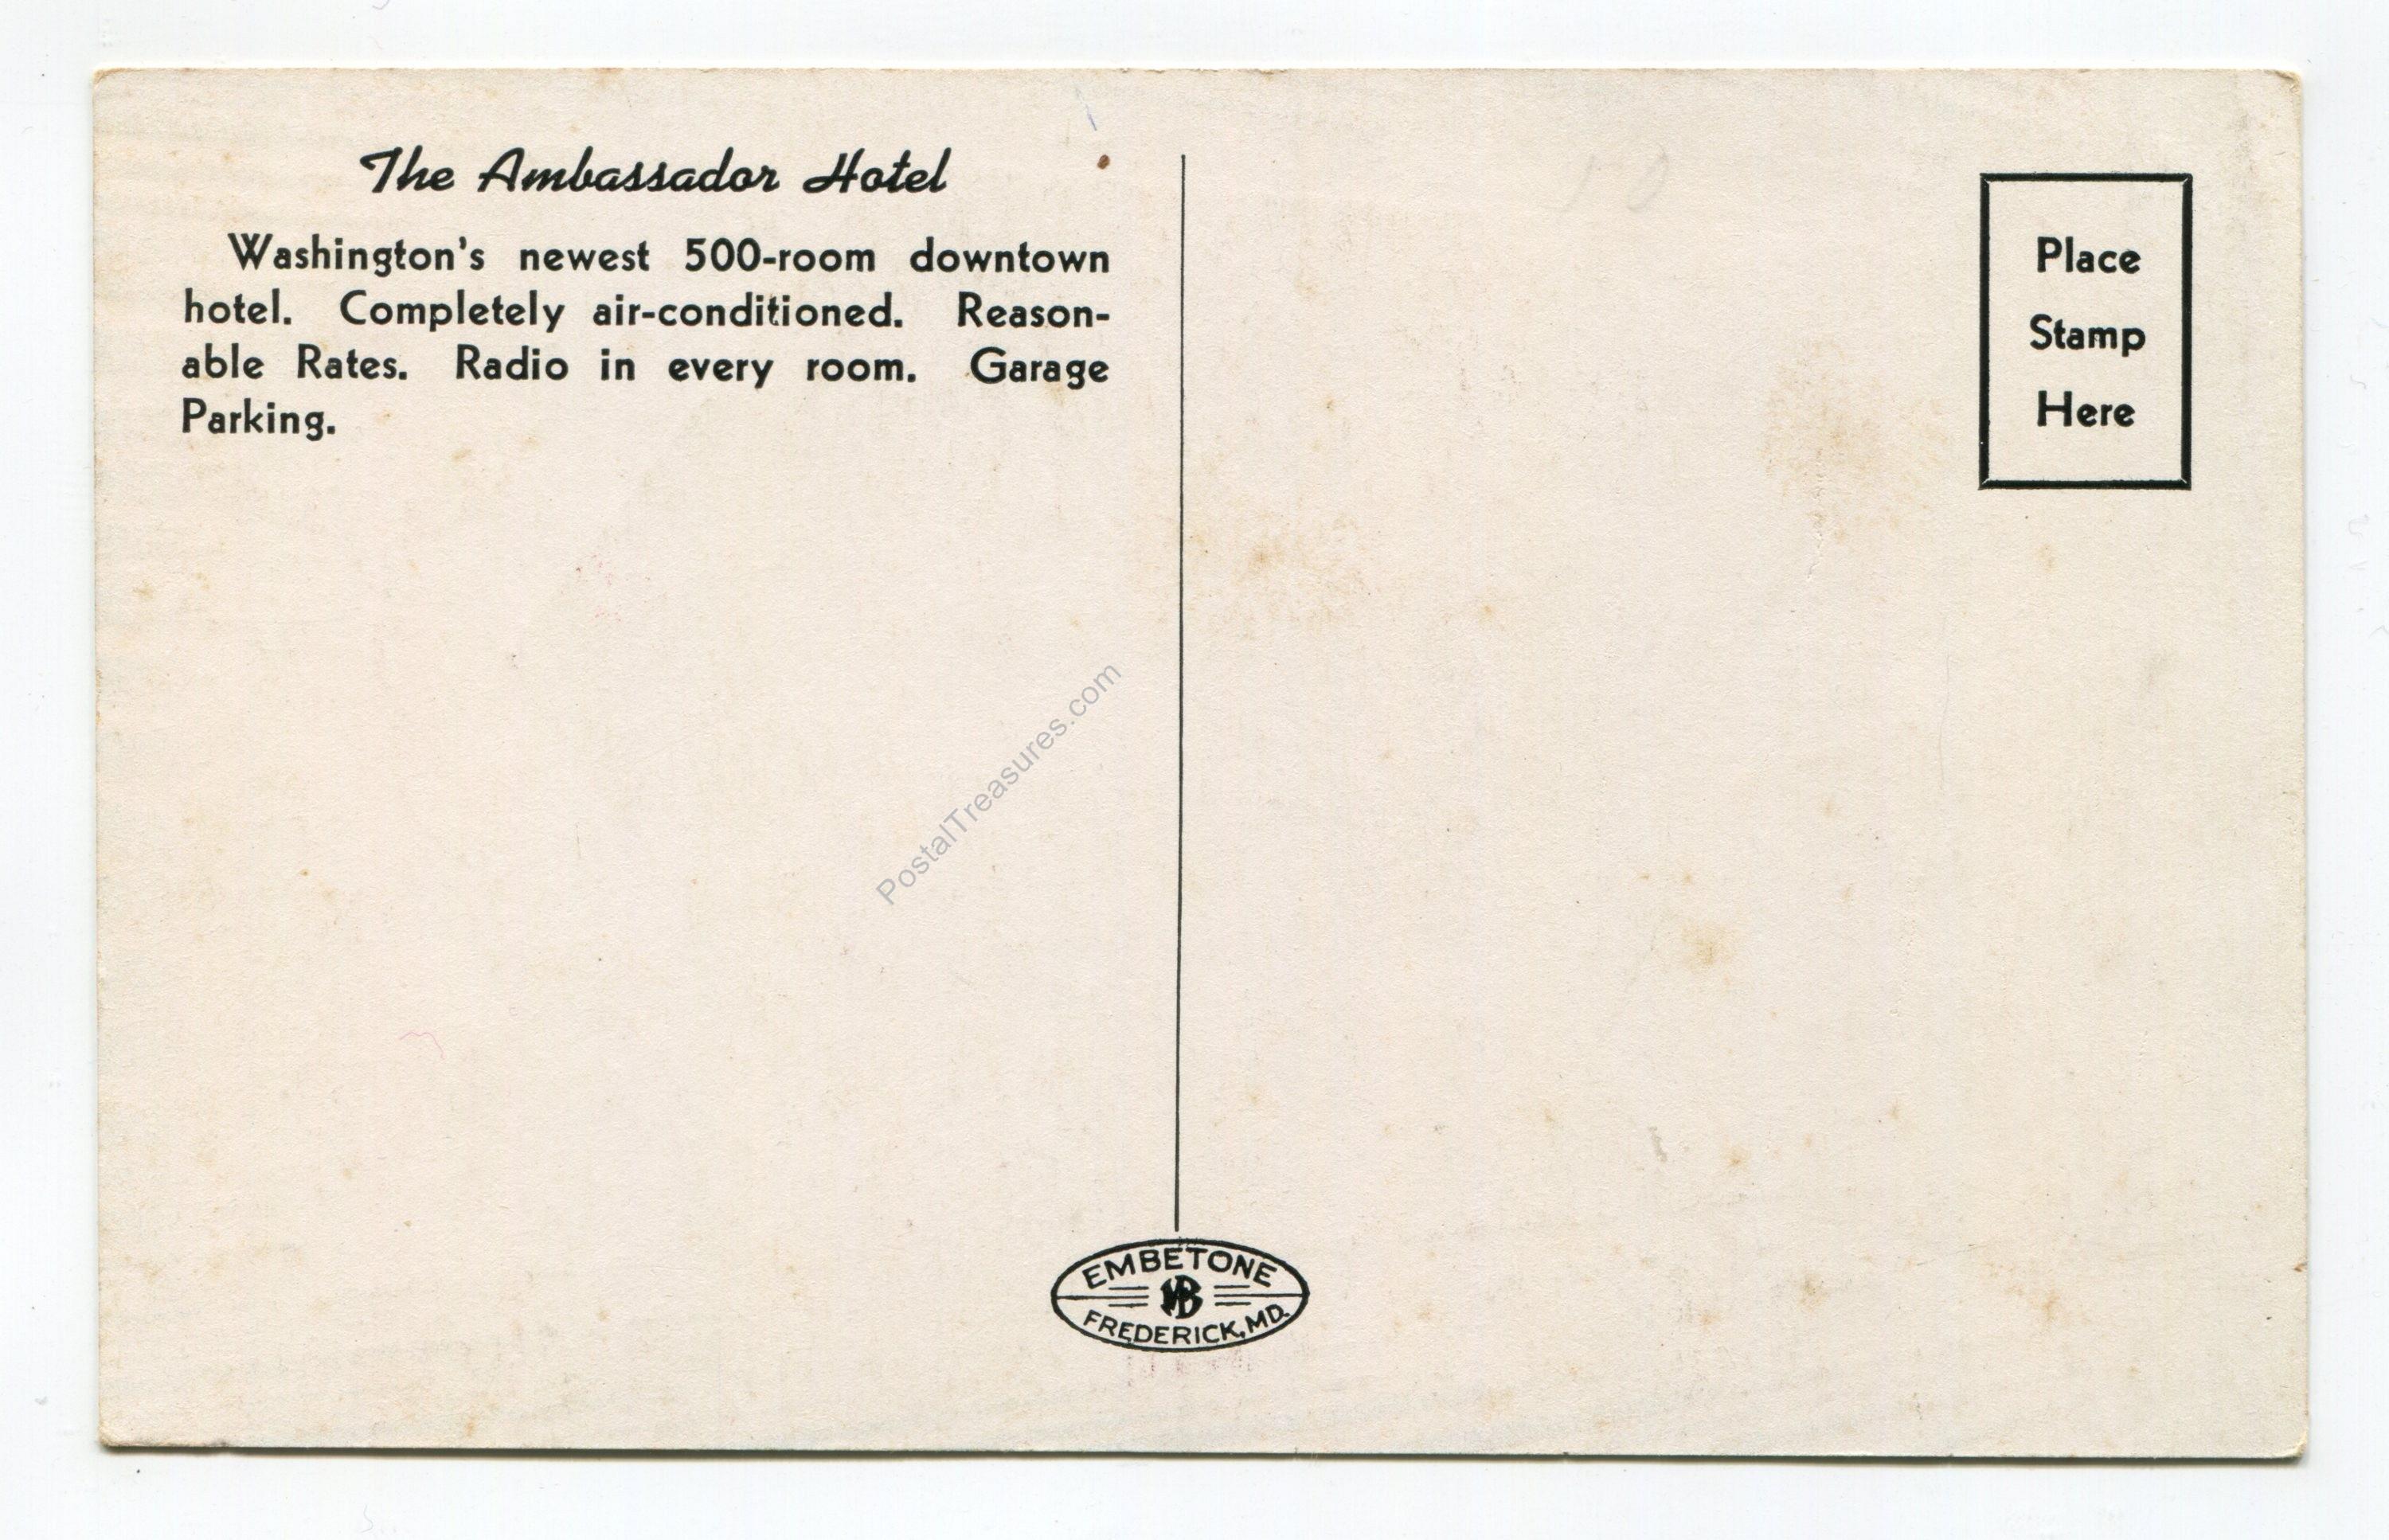 The Ambassador Hotel
Washington's newest 500-room downtown
hotel. Completely air-conditioned. Reason-
able Rates. Radio in every room. Garage
Parking.
Place
Stamp
Here
PostalTreasures.com
EMBETONE
MB
FREDERICK, MD.